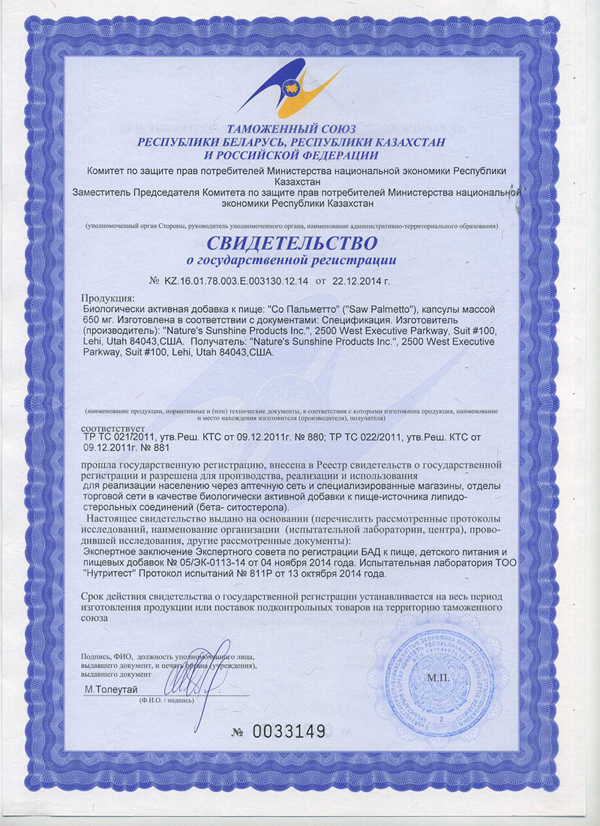 ТАМОЖЕННЫЙ СОЮЗ
РЕСПУБЛИКИ БЕЛАРУСЬ, РЕСПУБЛИКИ КАЗАХСТАН
И РОССИЙСКОЙ ФЕДЕРАЦИИ
Комитет по защите прав потребителей Министерства национальной экономики Республики
Казахстан
Заместитель Председателя Комитета по защите прав потребителей Министерства национальной
экономики Республики Казахстан
(уполномоченный орган Стороны, руководитель уполномоченного органа, наименование административно-территориального образования)
СВИДЕТЕЛЬСТВО
о государственной регистрации
№ KZ.16.01.78.003.E.003130.12.14 от 22.12.2014 г.
Продукция:
Биологически активная добавка к пище: "Со Пальметто" ("Saw Palmetto"), капсулы массой
650 мг. Изготовлена в соответствии с документами: Спецификация. Изготовитель
(производитель): "Nature's Sunshine Products Inc.", 2500 West Executive Parkway, Suit #100,
Lehi, Utah 84043,США. Получатель: "Nature's Sunshine Products Inc.", 2500 West Executive
Parkway, Suit #100, Lehi, Utah 84043,США.
(наименование продукции, нормативные и (или) технические документы, в соответствии с которыми изготовлена продукция, наименование
и место нахождения изготовителя (производителя), получателя)
соответствует
ТР ТС 021/2011, утв.Реш. КТС от 09.12.2011г. № 880; ТР ТС 022/2011, утв.Реш. КТС от
09.12.2011г. № 881
прошла государственную регистрацию, внесена в Реестр свидетельств о государственной
регистрации и разрешена для производства, реализации и использования
для реализации населению через аптечную сеть и специализированные магазины, отделы
торговой сети в качестве биологически активной добавки к пище-источника липидо-
стерольных соединений (бета- ситостерола).
Настоящее свидетельство выдано на основании (перечислить рассмотренные протоколы
исследований, наименование организации (испытательной лаборатории, центра), прово-
дившей исследования, другие рассмотренные документы):
Экспертное заключение Экспертного совета по регистрации БАД к пище, детского питания и
пищевых добавок № 05/ЭК-0113-14 от 04 ноября 2014 года. Испытательная лаборатория ТОО
"Нутритест" Протокол испытаний № 811Р от 13 октября 2014 года.
Срок действия свидетельства о государственной регистрации устанавливается на весь период
изготовления продукции или поставок подконтрольных товаров на территорию таможенного
союза
Подпись, ФИО, должность уполномоченного лица,
выдавшего документ, и печать органа (учреждения),
выдавшего документ
М.Толеутай
(Ф.И.О. / подпись)
М.П.
2
№ 0033149